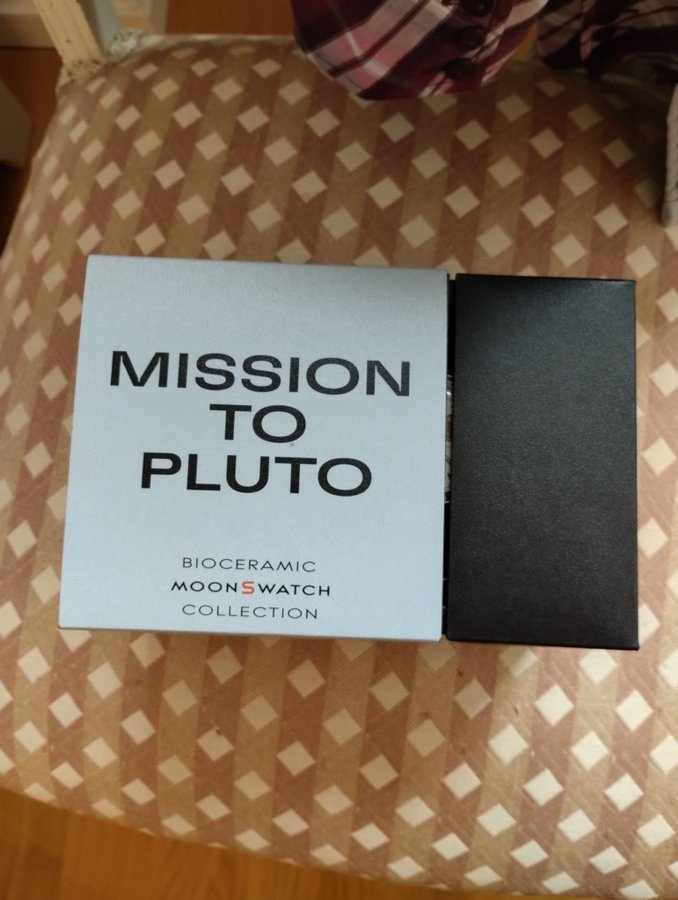 MISSION
TO
PLUTO
BIOCERAMIC
MOONSWATCH
COLLECTION